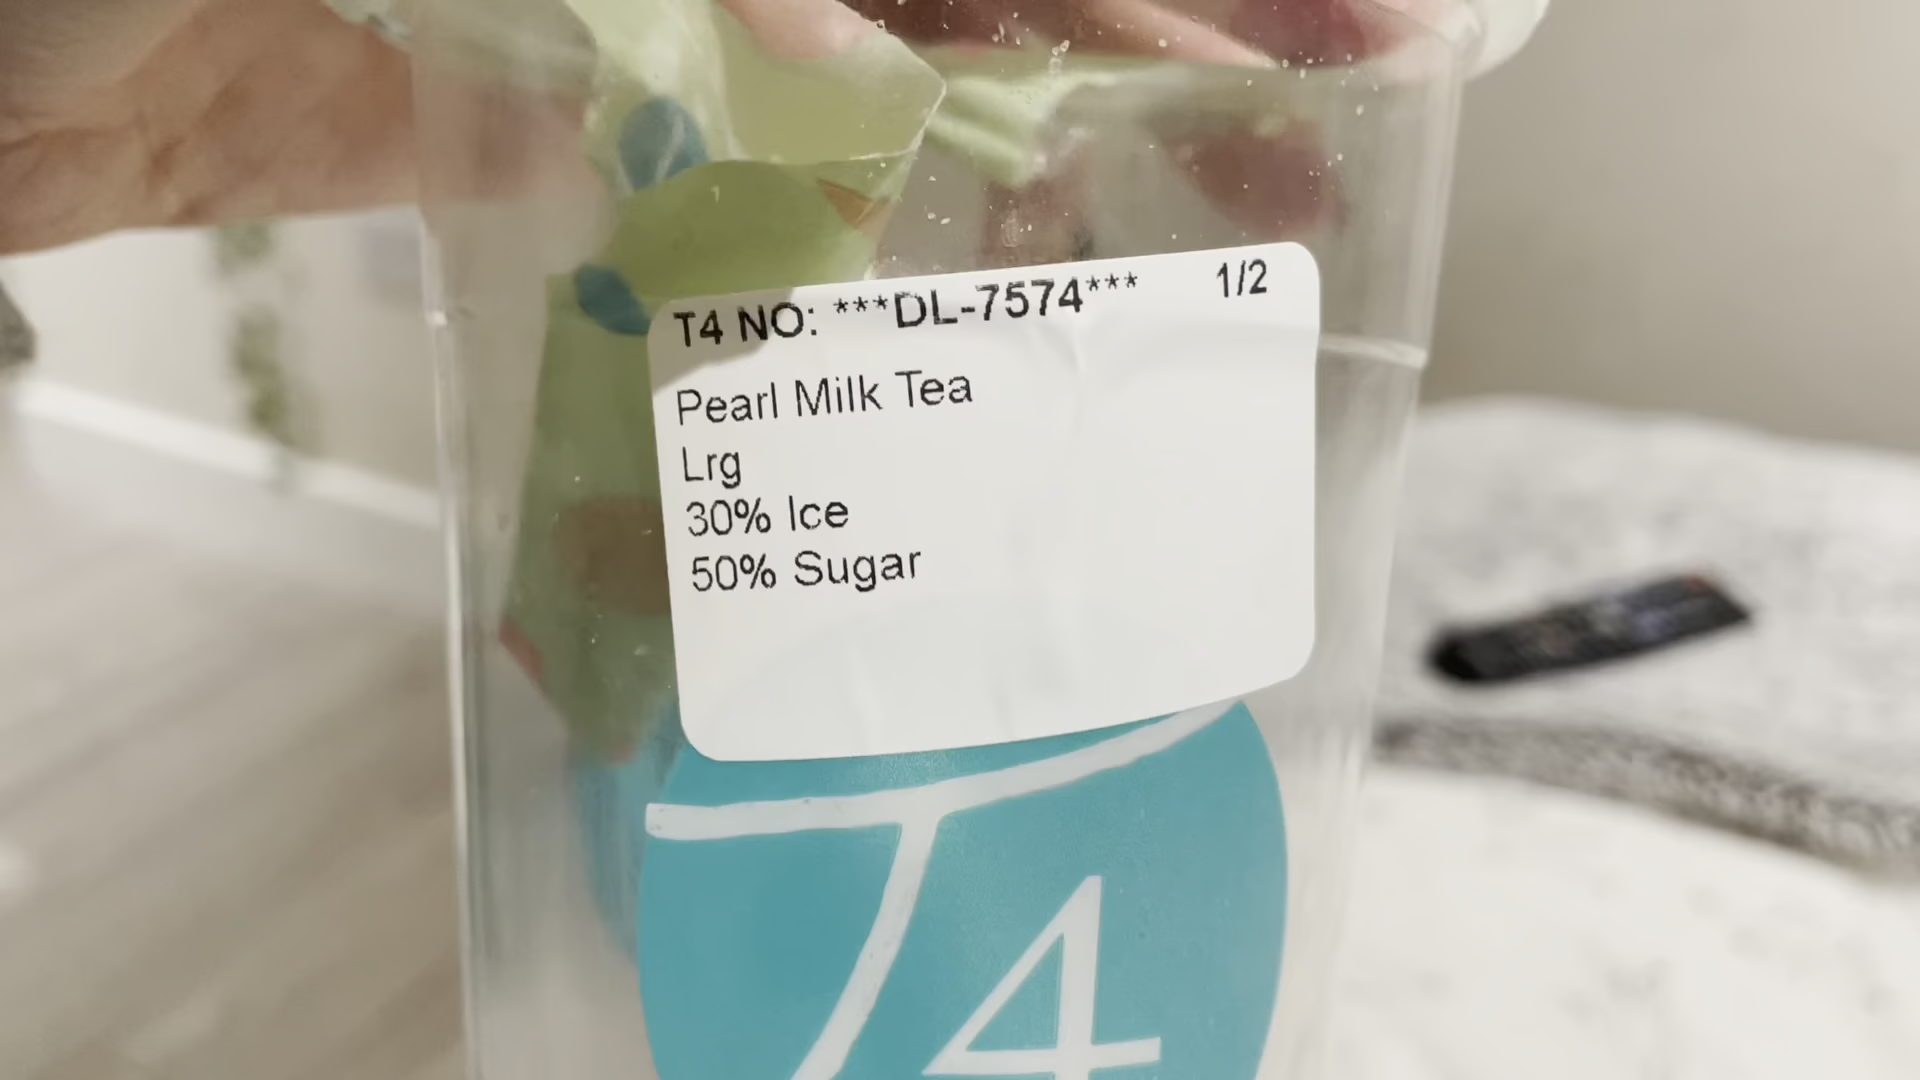 T4 NO: ***DL-7574*** 1/2
Pearl Milk Tea
Lrg
30% Ice
50% Sugar
T4